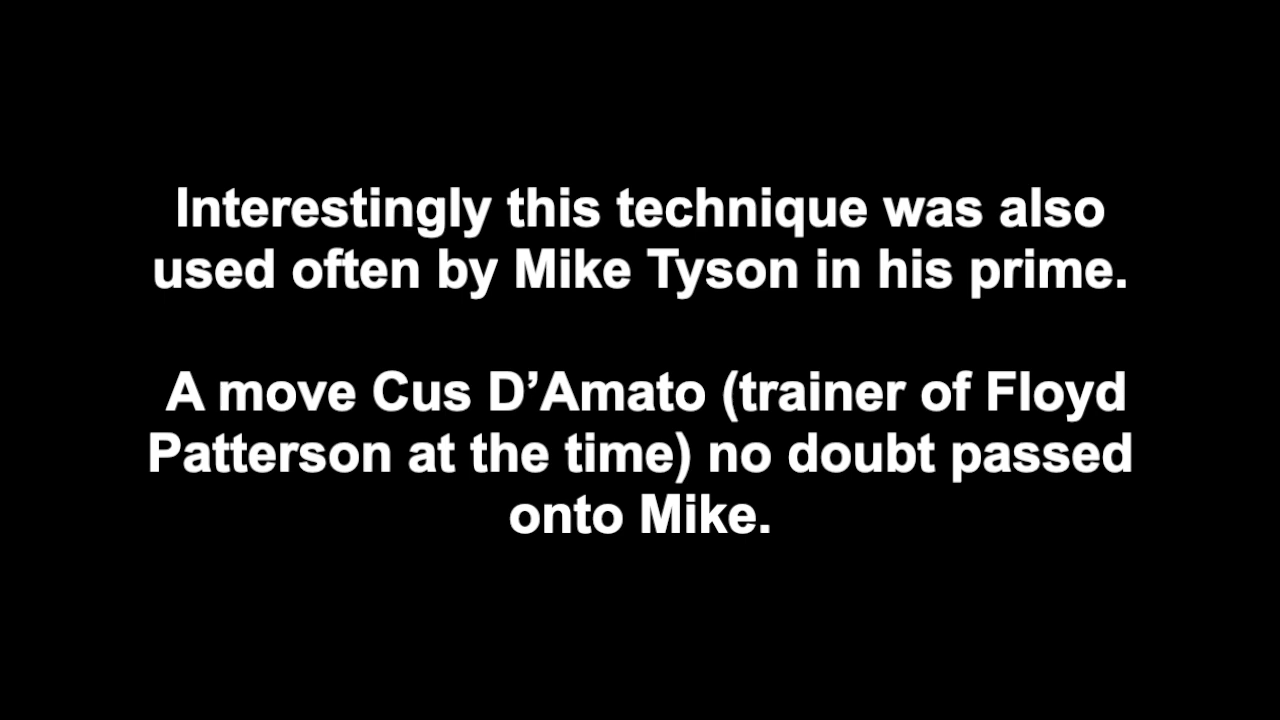 Interestingly this technique was also
used often by Mike Tyson in his prime.
A move Cus D’Amato (trainer of Floyd
Patterson at the time) no doubt passed
onto Mike.